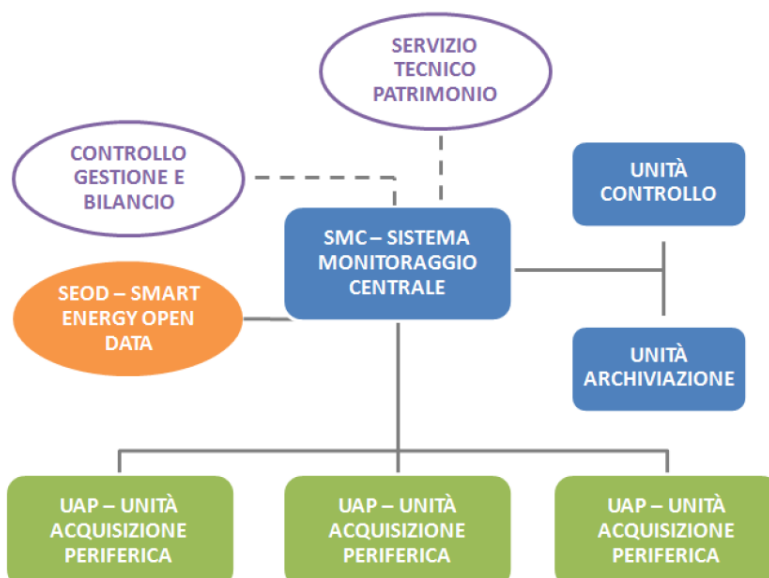 SERVIZIO
TECNICO
PATRIMONIO
CONTROLLO
GESTIONE E
BILANCIO
UNITÀ
CONTROLLO
SMC – SISTEMA
MONITORAGGIO
CENTRALE
SEOD – SMART
ENERGY OPEN
DATA
UNITÀ
ARCHIVIAZIONE
UAP – UNITÀ
ACQUISIZIONE
PERIFERICA
UAP – UNITÀ
ACQUISIZIONE
PERIFERICA
UAP – UNITÀ
ACQUISIZIONE
PERIFERICA